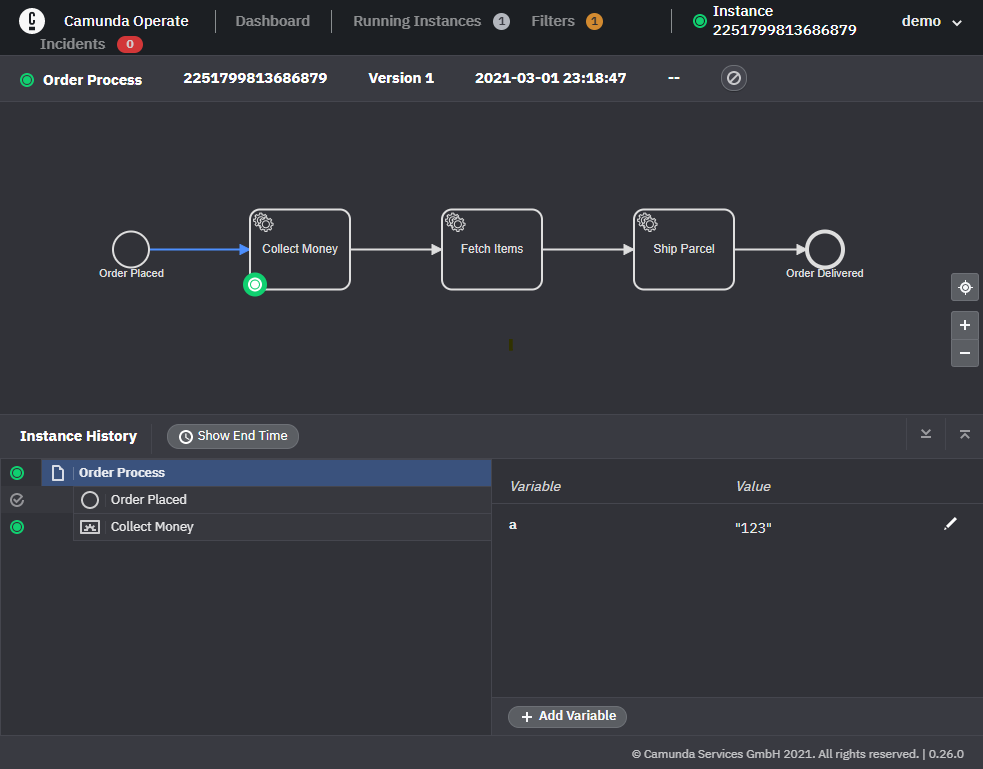 Camunda Operate Dashboard Running Instances 1 Filters 1 Instance 2251799813686879 demo
Incidents 0
Order Process 2251799813686879 Version 1 2021-03-01 23:18:47 --
Collect Money Fetch Items Ship Parcel
Order Placed Order Delivered
+
−
Instance History Show End Time
Order Process
Order Placed
Collect Money
Variable Value
a "123"
+ Add Variable
© Camunda Services GmbH 2021. All rights reserved. | 0.26.0